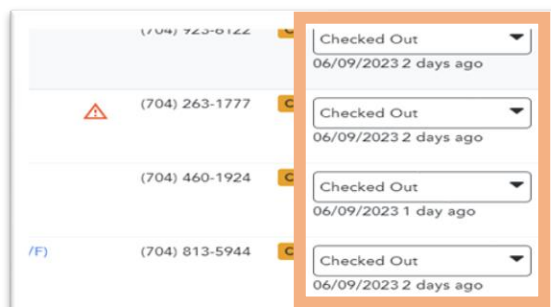 (704) 923-6122 C Checked Out
06/09/2023 2 days ago
(704) 263-1777 C Checked Out
06/09/2023 2 days ago
(704) 460-1924 C Checked Out
06/09/2023 1 day ago
/F) (704) 813-5944 C Checked Out
06/09/2023 2 days ago